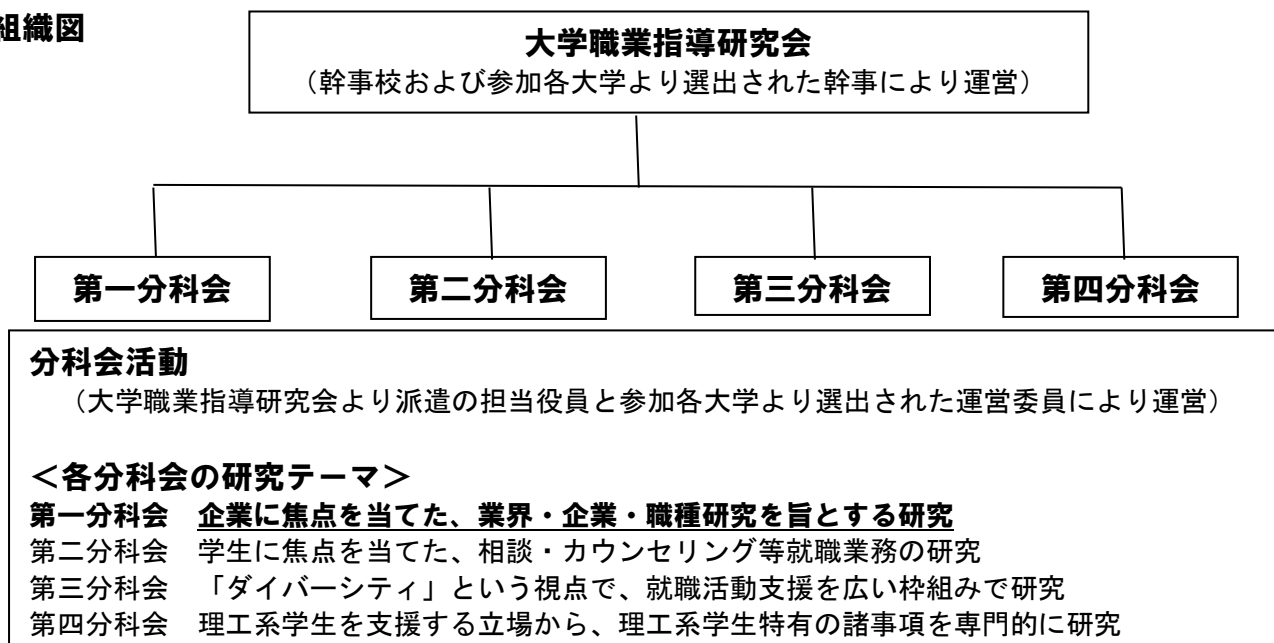 組織図
大学職業指導研究会
（幹事校および参加各大学より選出された幹事により運営）
第一分科会
第二分科会
第三分科会
第四分科会
分科会活動
（大学職業指導研究会より派遣の担当役員と参加各大学より選出された運営委員により運営）
＜各分科会の研究テーマ＞
第一分科会　企業に焦点を当てた、業界・企業・職種研究を旨とする研究
第二分科会　学生に焦点を当てた、相談・カウンセリング等就職業務の研究
第三分科会　「ダイバーシティ」という視点で、就職活動支援を広い枠組みで研究
第四分科会　理工系学生を支援する立場から、理工系学生特有の諸事項を専門的に研究